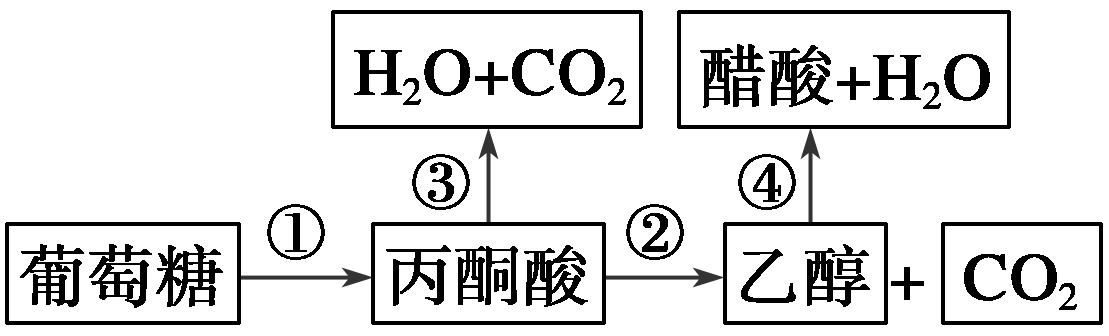 H₂O+CO₂ 醋酸+H₂O
③ ④
① ②
葡萄糖 丙酮酸 乙醇 + CO₂